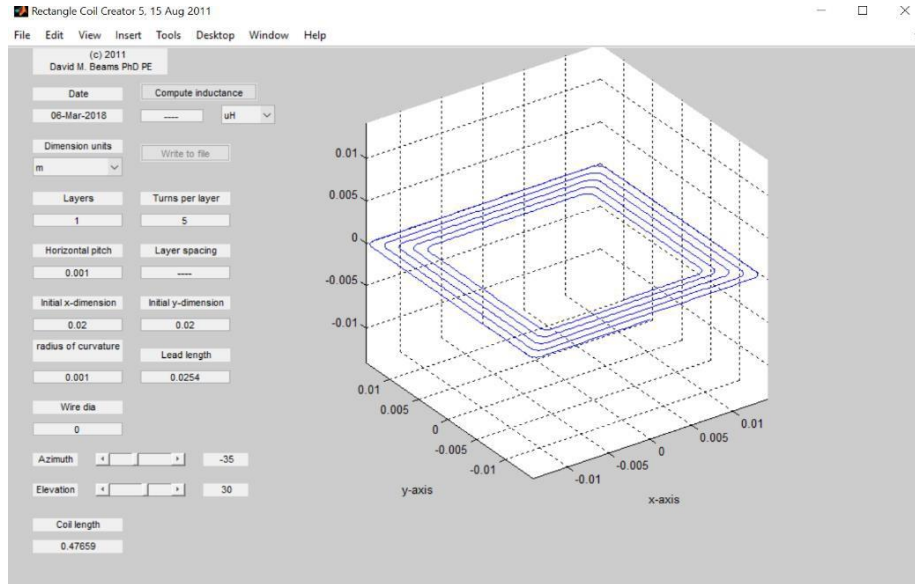 Rectangle Coil Creator 5, 15 Aug 2011
File Edit View Insert Tools Desktop Window Help
(c) 2011
David M. Beams PhD PE
Date
Compute inductance
06-Mar-2018
----
uH
Dimension units
m
Write to file
Layers
Turns per layer
1
5
Horizontal pitch
Layer spacing
0.001
----
Initial x-dimension
Initial y-dimension
0.02
0.02
radius of curvature
Lead length
0.001
0.0254
Wire dia
0
Azimuth
-35
Elevation
30
Coil length
0.47659
0.01
0.005
0
-0.005
-0.01
0.01
0.005
0
-0.005
-0.01
y-axis
-0.01
-0.005
0
0.005
0.01
x-axis